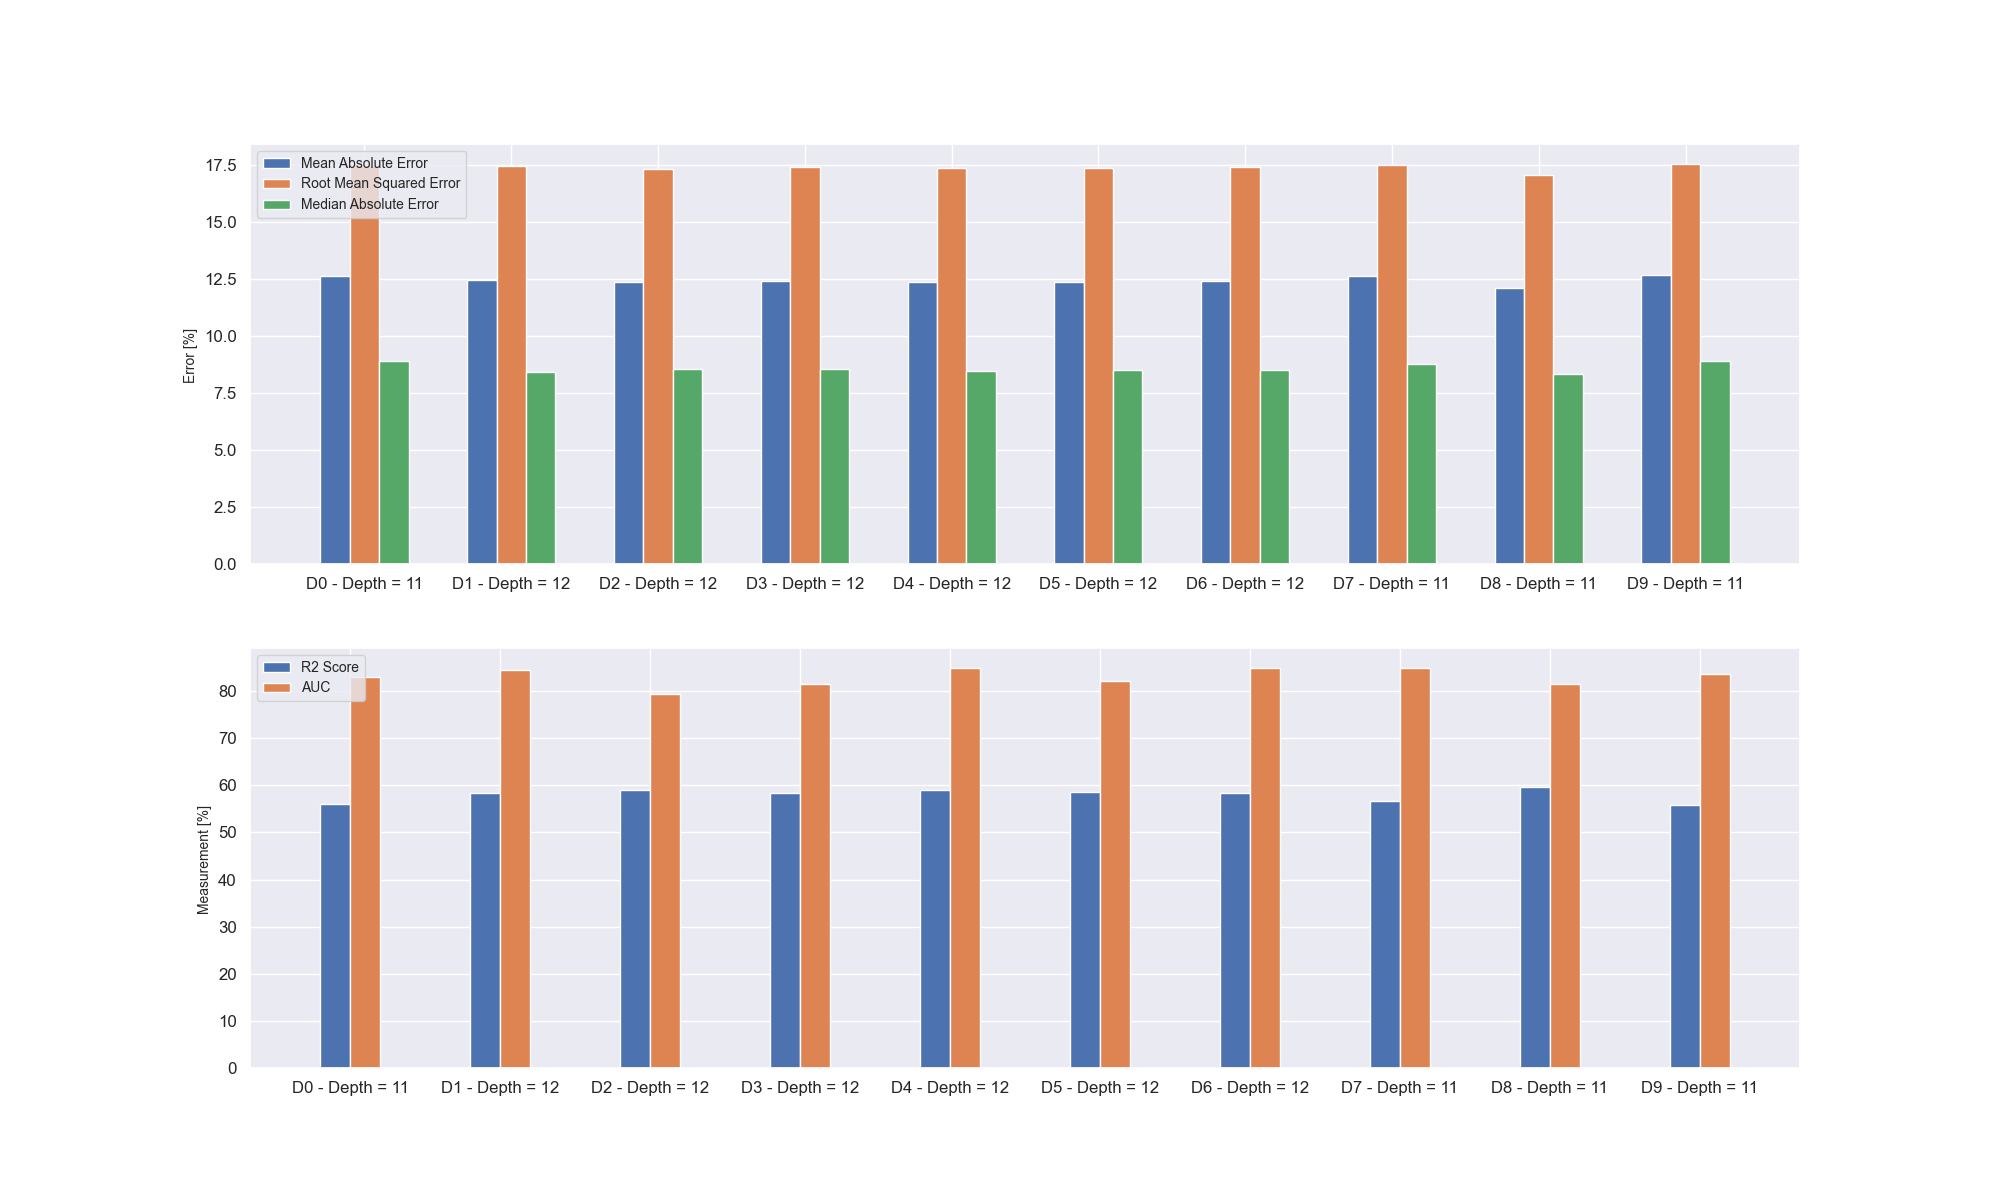 Mean Absolute Error
Root Mean Squared Error
Median Absolute Error
17.5
15.0
12.5
10.0
7.5
5.0
2.5
0.0
Error [%]
D0 - Depth = 11 D1 - Depth = 12 D2 - Depth = 12 D3 - Depth = 12 D4 - Depth = 12 D5 - Depth = 12 D6 - Depth = 12 D7 - Depth = 11 D8 - Depth = 11 D9 - Depth = 11
R2 Score
AUC
80
70
60
50
40
30
20
10
0
Measurement [%]
D0 - Depth = 11 D1 - Depth = 12 D2 - Depth = 12 D3 - Depth = 12 D4 - Depth = 12 D5 - Depth = 12 D6 - Depth = 12 D7 - Depth = 11 D8 - Depth = 11 D9 - Depth = 11